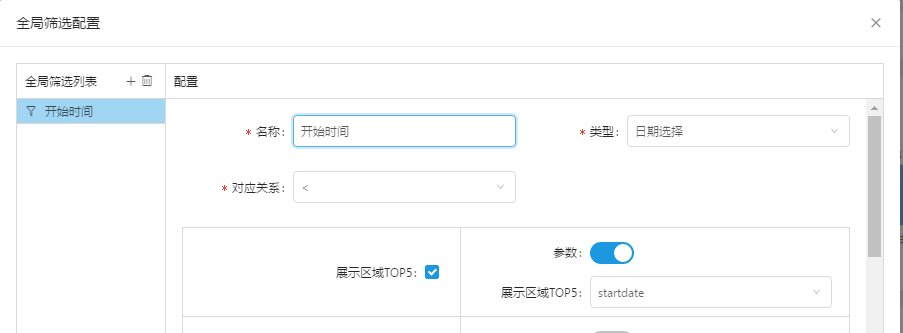 全局筛选配置
全局筛选列表
配置
开始时间
* 名称: 开始时间
* 类型: 日期选择
* 对应关系: <
展示区域TOP5:
参数:
展示区域TOP5: startdate